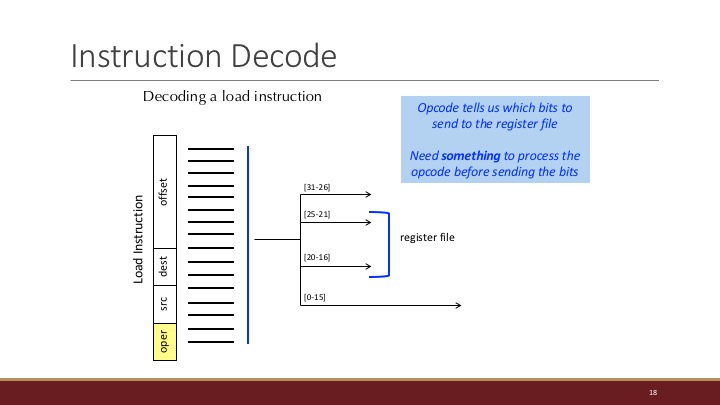 Instruction Decode
Decoding a load instruction
Opcode tells us which bits to
send to the register file
Need something to process the
opcode before sending the bits
Load Instruction
offset
dest
src
oper
[31-26]
[25-21]
[20-16]
[0-15]
register file
18